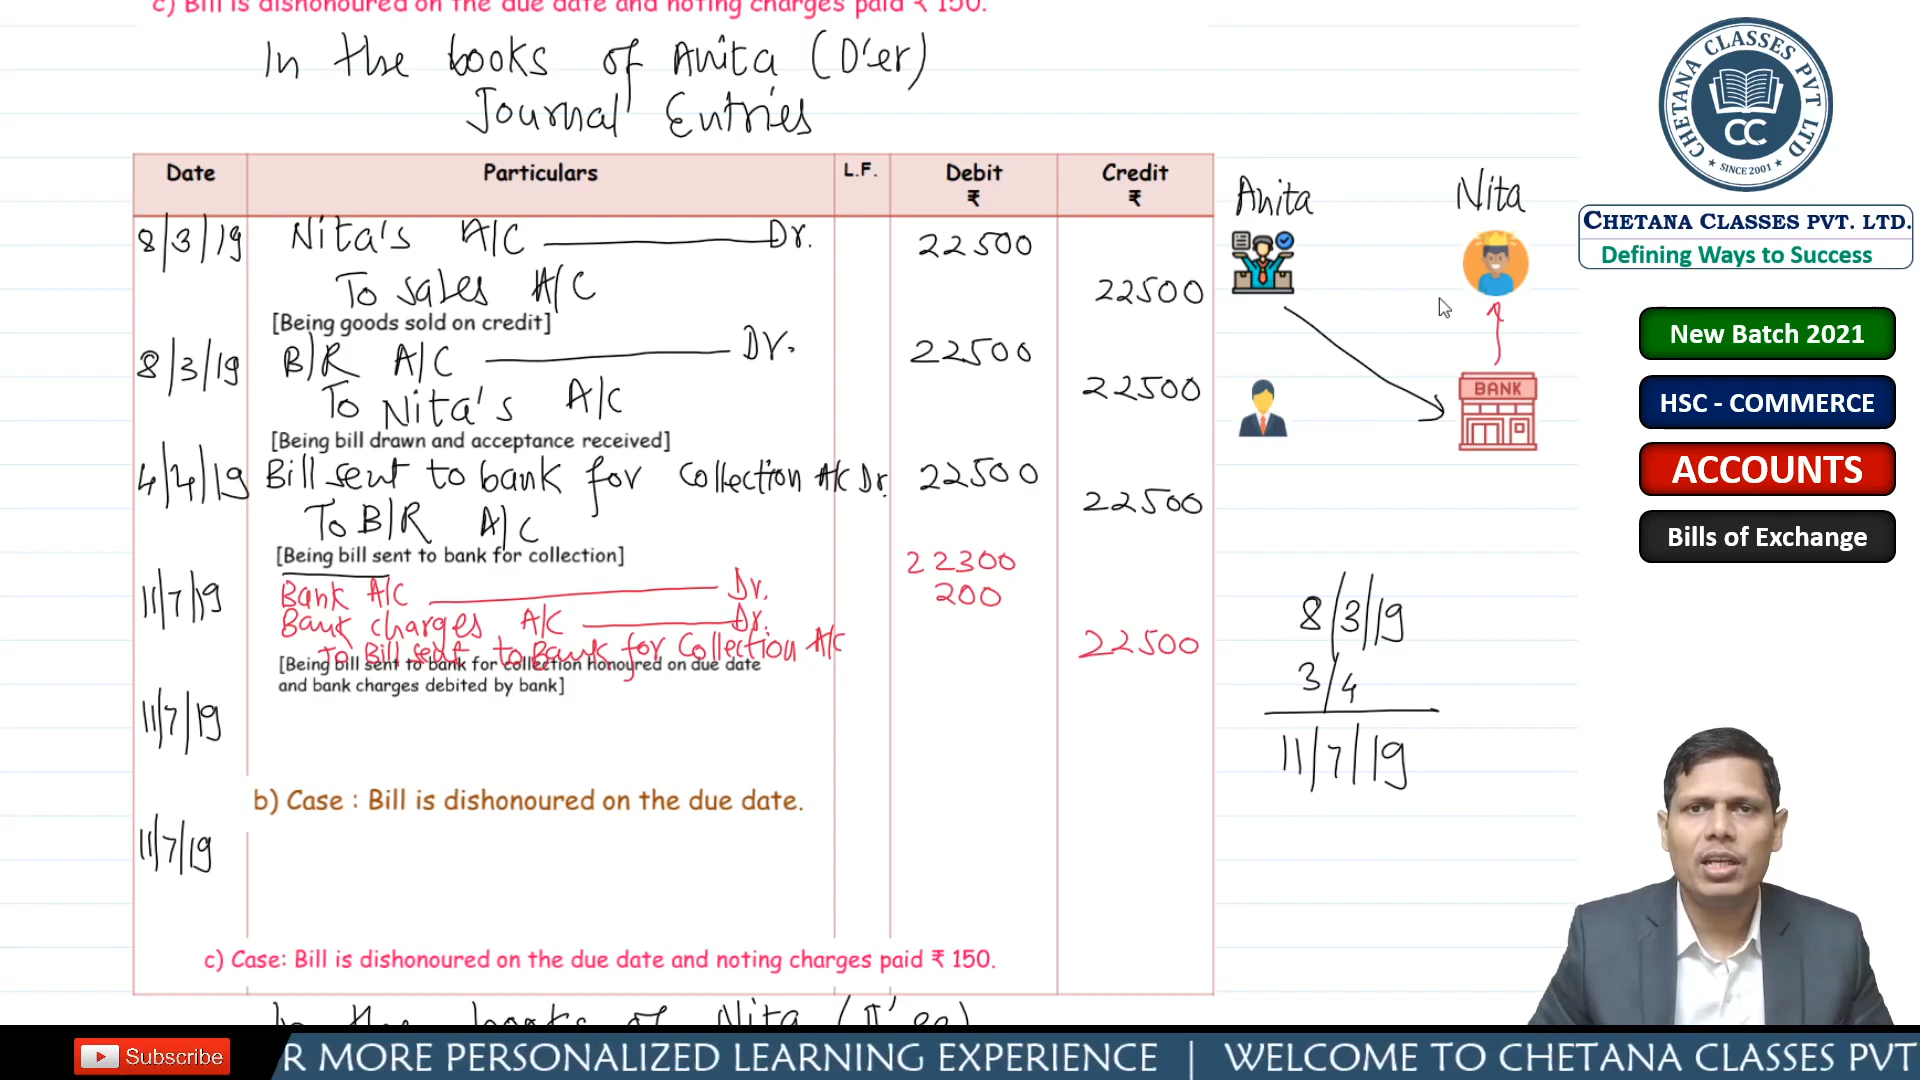 c) Bill is dishonoured on the due date and noting charges paid ₹ 150.
In the books of Anita (D'er)
Journal Entries
Date Particulars L.F. Debit ₹ Credit ₹
8/3/19 Nita's A/C Dr. 22500
To sales A/C 22500
[Being goods sold on credit]
8/3/19 B/R A/C Dr. 22500
To Nita's A/C 22500
[Being bill drawn and acceptance received]
4/4/19 Bill sent to bank for Collection A/C Dr. 22500
To B/R A/C 22500
[Being bill sent to bank for collection]
11/7/19 Bank A/C Dr. 22300
Bank charges A/C Dr. 200
To Bill sent to Bank for Collection A/C 22500
[Being bill sent to bank for collection honoured on due date
and bank charges debited by bank]
11/7/19
b) Case : Bill is dishonoured on the due date.
11/7/19
c) Case: Bill is dishonoured on the due date and noting charges paid ₹ 150.
In the books of Nita (D'ee)
Anita Nita
BANK
8/3/19
3/4
11/7/19
CHETANA CLASSES PVT LTD
CC
SINCE 2001
CHETANA CLASSES PVT. LTD.
Defining Ways to Success
New Batch 2021
HSC - COMMERCE
ACCOUNTS
Bills of Exchange
Subscribe
R MORE PERSONALIZED LEARNING EXPERIENCE | WELCOME TO CHETANA CLASSES PVT